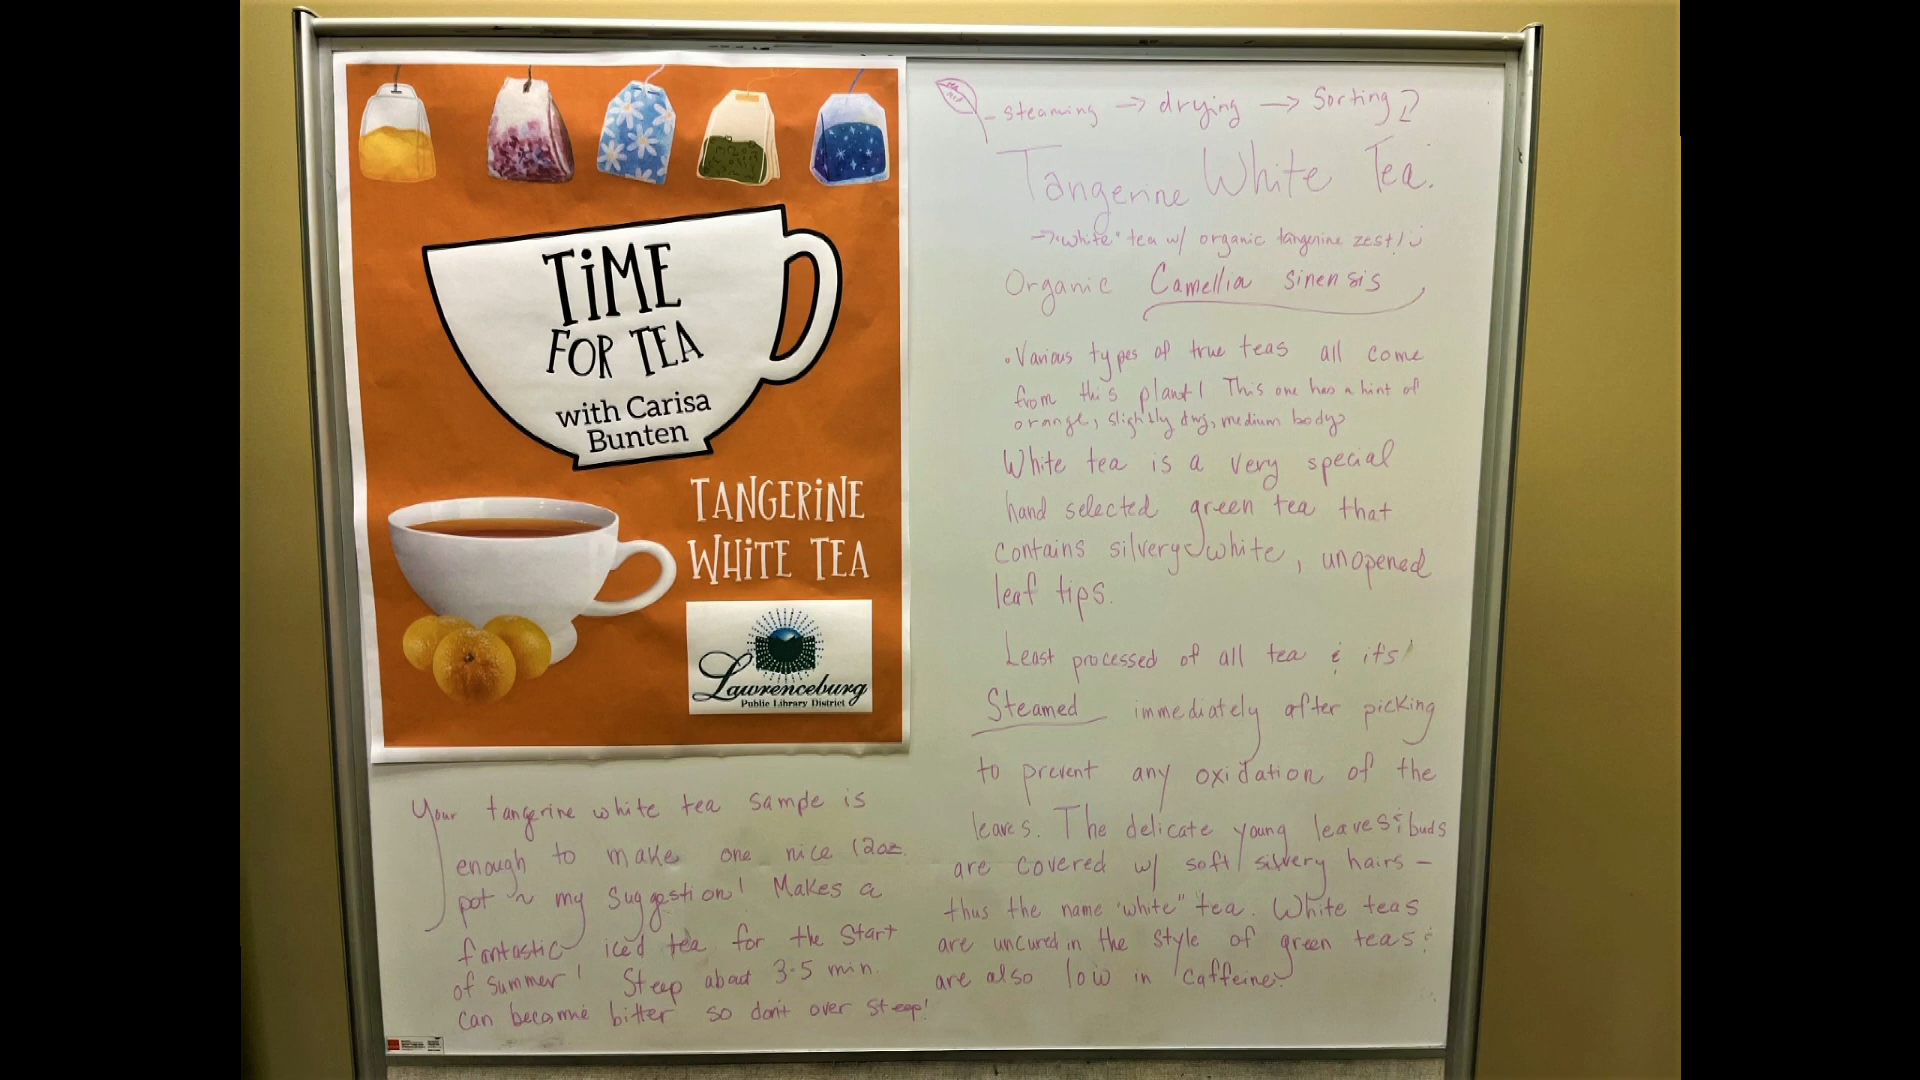 TiME
FOR TEA
with Carisa
Bunten
TANGERiNE
WHiTE TEA
Lawrenceburg
Public Library District
Your tangerine white tea sample is
enough to make one nice 12oz.
pot ~ my suggestion! Makes a
fantastic iced tea for the start
of summer! Steep about 3-5 min.
can become bitter so don't over steep!
- steaming → drying → Sorting
Tangerine White Tea.
→ "white" tea w/ organic tangerine zest!
Organic Camellia sinensis
• Various types of true teas all come
from this plant! This one has a hint of
orange, slightly dry, medium body
White tea is a very special
hand selected green tea that
contains silvery-white, unopened
leaf tips.
Least processed of all tea & its
Steamed immediately after picking
to prevent any oxidation of the
leaves. The delicate young leaves & buds
are covered w/ soft silvery hairs –
thus the name "white" tea. White teas
are uncured in the style of green teas &
are also low in caffeine.